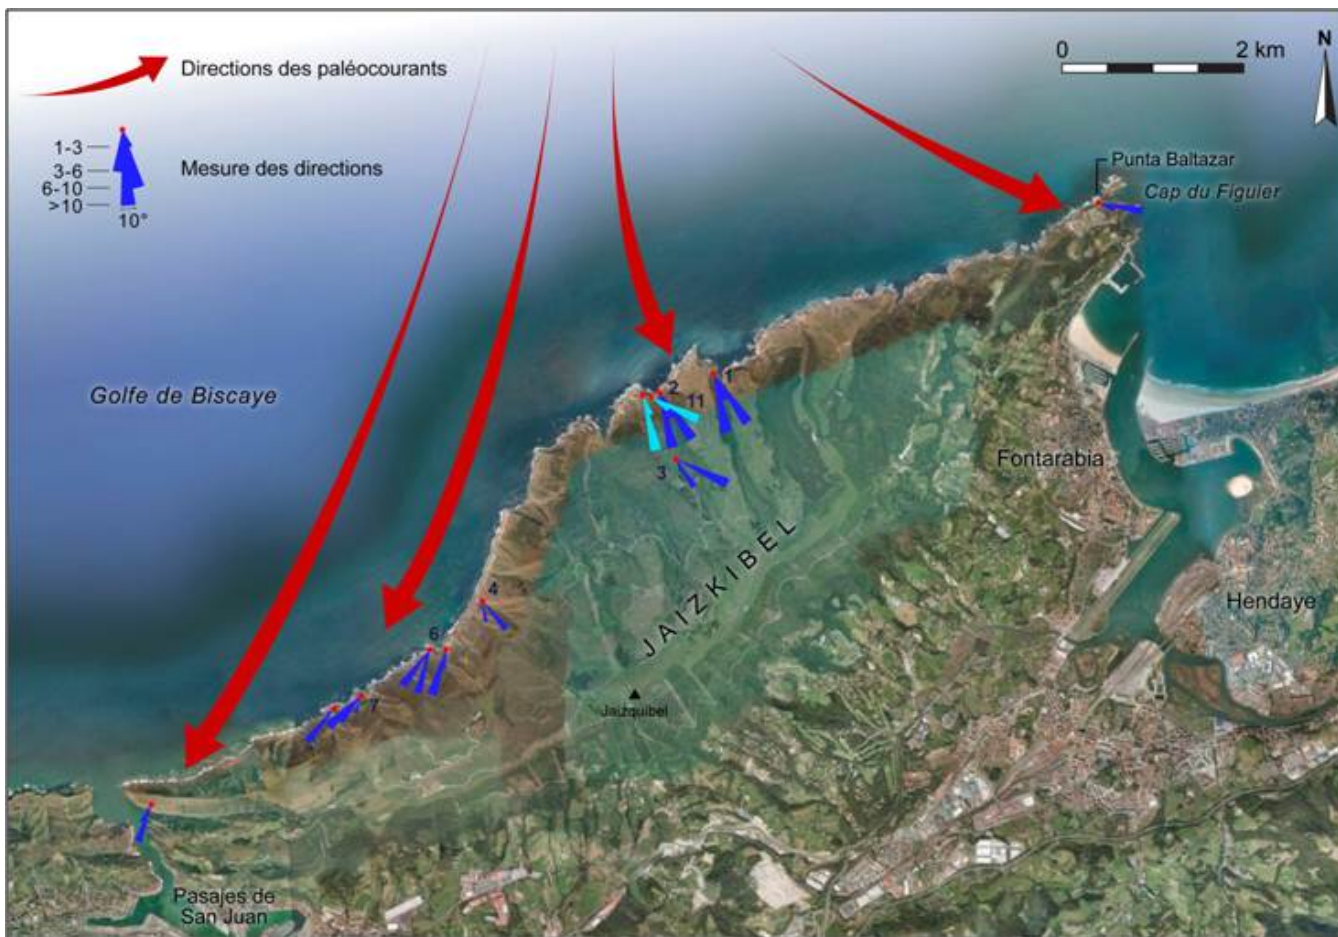 Directions des paléocourants
1-3
3-6
6-10
>10
10°
Mesure des directions
0 2 km
N
Punta Baltazar
Cap du Figuier
Golfe de Biscaye
1
2
11
3
Fontarabia
JAIZKIBEL
Hendaye
4
6
Jaizquibel
7
Pasajes de
San Juan